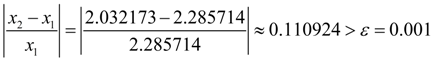 |x₂ − x₁ / x₁| = |2.032173 − 2.285714 / 2.285714| ≈ 0.110924 > ε = 0.001